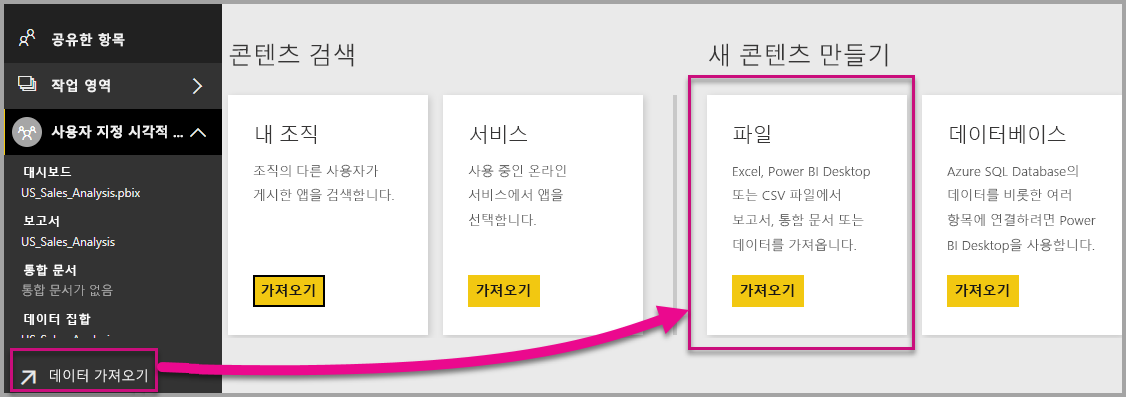 공유한 항목
작업 영역
사용자 지정 시각적 ...
대시보드
US_Sales_Analysis.pbix
보고서
US_Sales_Analysis
통합 문서
통합 문서가 없음
데이터 집합
US_Sales_Analysis
데이터 가져오기
콘텐츠 검색
내 조직
조직의 다른 사용자가
게시한 앱을 검색합니다.
가져오기
서비스
사용 중인 온라인
서비스에서 앱을
선택합니다.
가져오기
새 콘텐츠 만들기
파일
Excel, Power BI Desktop
또는 CSV 파일에서
보고서, 통합 문서 또는
데이터를 가져옵니다.
가져오기
데이터베이스
Azure SQL Database의
데이터를 비롯한 여러
항목에 연결하려면 Power
BI Desktop을 사용합니다.
가져오기